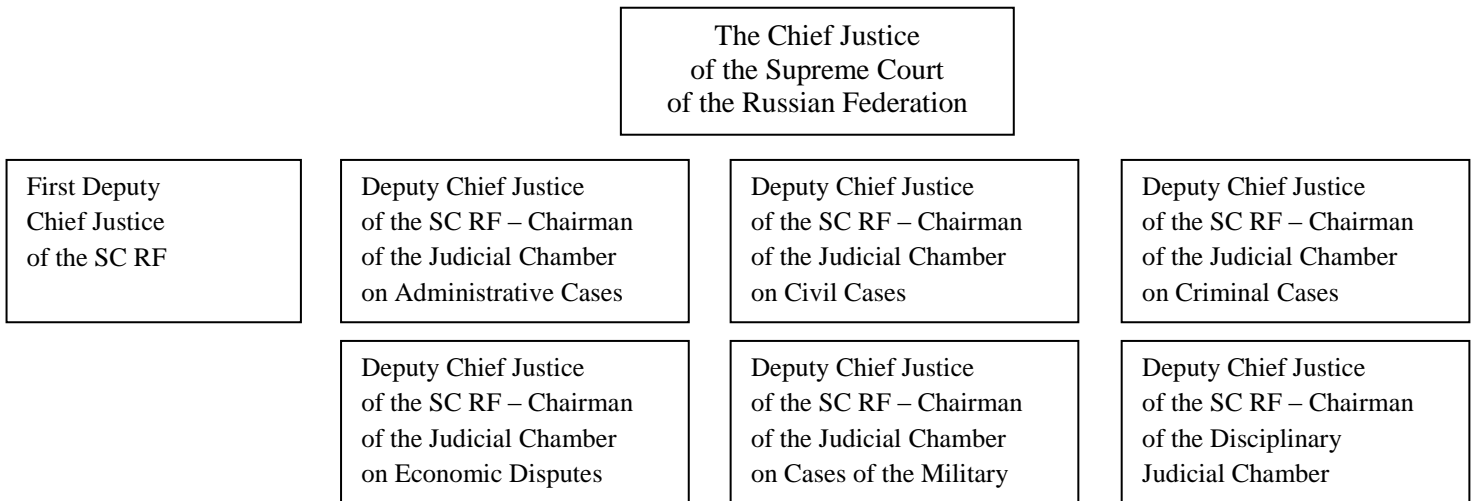 The Chief Justice
of the Supreme Court
of the Russian Federation
First Deputy
Chief Justice
of the SC RF
Deputy Chief Justice
of the SC RF – Chairman
of the Judicial Chamber
on Administrative Cases
Deputy Chief Justice
of the SC RF – Chairman
of the Judicial Chamber
on Civil Cases
Deputy Chief Justice
of the SC RF – Chairman
of the Judicial Chamber
on Criminal Cases
Deputy Chief Justice
of the SC RF – Chairman
of the Judicial Chamber
on Economic Disputes
Deputy Chief Justice
of the SC RF – Chairman
of the Judicial Chamber
on Cases of the Military
Deputy Chief Justice
of the SC RF – Chairman
of the Disciplinary
Judicial Chamber